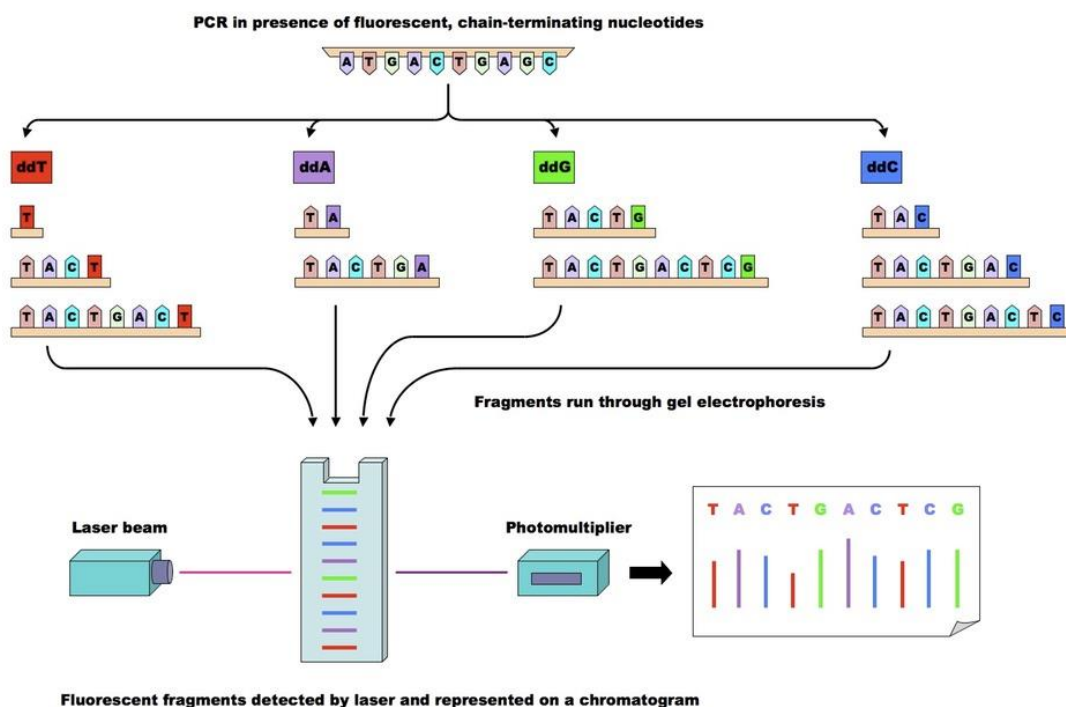 PCR in presence of fluorescent, chain-terminating nucleotides
A T G A C T G A G C
ddT
ddA
ddG
ddC
T
T A
T A C T G
T A C
T A C T
T A C T G A
T A C T G A C T C G
T A C T G A C
T A C T G A C T
T A C T G A C T C
Fragments run through gel electrophoresis
Laser beam
Photomultiplier
T A C T G A C T C G
Fluorescent fragments detected by laser and represented on a chromatogram